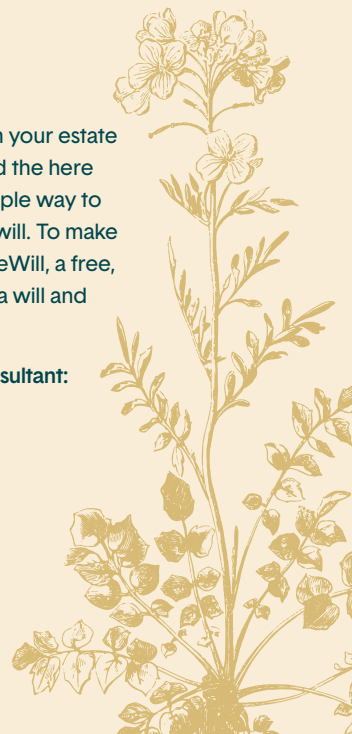 your estate
d the here
ple way to
will. To make
eWill, a free,
a will and
sultant: